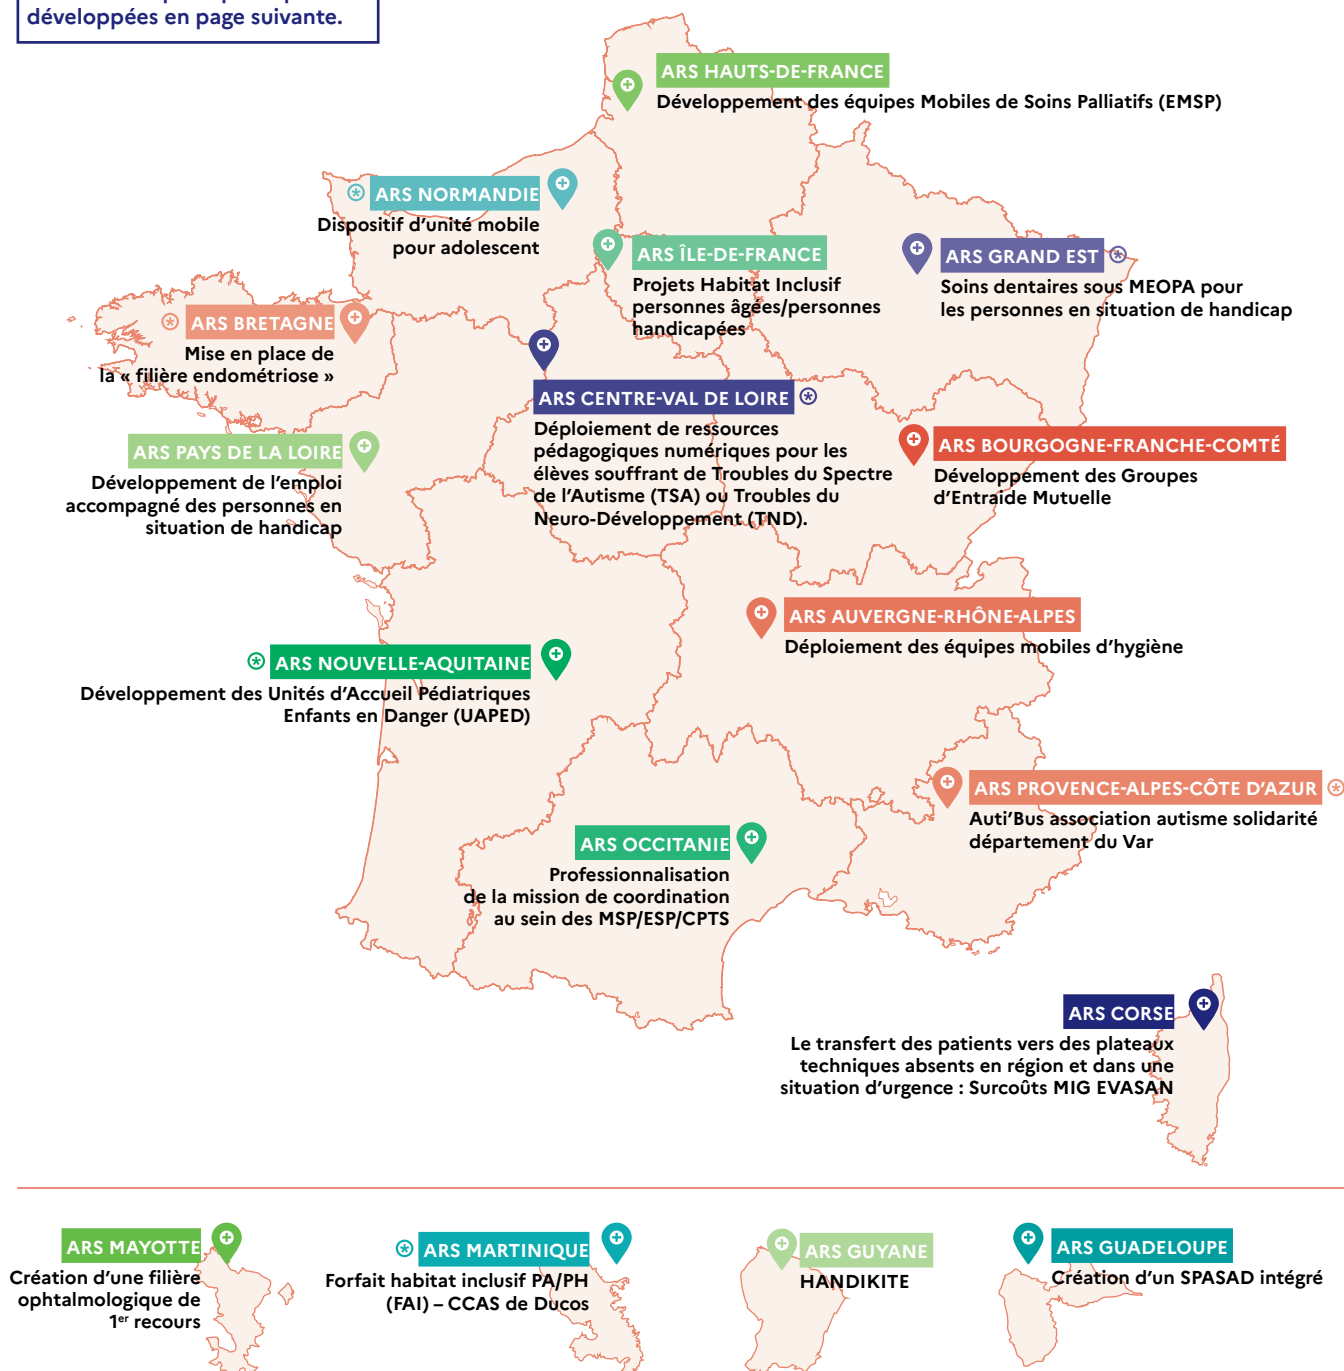 développées en page suivante.
ARS HAUTS-DE-FRANCE
Développement des équipes Mobiles de Soins Palliatifs (EMSP)
ARS NORMANDIE
Dispositif d’unité mobile
pour adolescent
ARS ÎLE-DE-FRANCE
Projets Habitat Inclusif
personnes âgées/personnes
handicapées
ARS GRAND EST
Soins dentaires sous MEOPA pour
les personnes en situation de handicap
ARS BRETAGNE
Mise en place de
la « filière endométriose »
ARS CENTRE-VAL DE LOIRE
Déploiement de ressources
pédagogiques numériques pour les
élèves souffrant de Troubles du Spectre
de l’Autisme (TSA) ou Troubles du
Neuro-Développement (TND).
ARS PAYS DE LA LOIRE
Développement de l’emploi
accompagné des personnes en
situation de handicap
ARS BOURGOGNE-FRANCHE-COMTÉ
Développement des Groupes
d’Entraide Mutuelle
ARS AUVERGNE-RHÔNE-ALPES
Déploiement des équipes mobiles d’hygiène
ARS NOUVELLE-AQUITAINE
Développement des Unités d’Accueil Pédiatriques
Enfants en Danger (UAPED)
ARS PROVENCE-ALPES-CÔTE D’AZUR
Auti’Bus association autisme solidarité
département du Var
ARS OCCITANIE
Professionnalisation
de la mission de coordination
au sein des MSP/ESP/CPTS
ARS CORSE
Le transfert des patients vers des plateaux
techniques absents en région et dans une
situation d’urgence : Surcoûts MIG EVASAN
ARS MAYOTTE
Création d’une filière
ophtalmologique de
1er recours
ARS MARTINIQUE
Forfait habitat inclusif PA/PH
(FAI) – CCAS de Ducos
ARS GUYANE
HANDIKITE
ARS GUADELOUPE
Création d’un SPASAD intégré